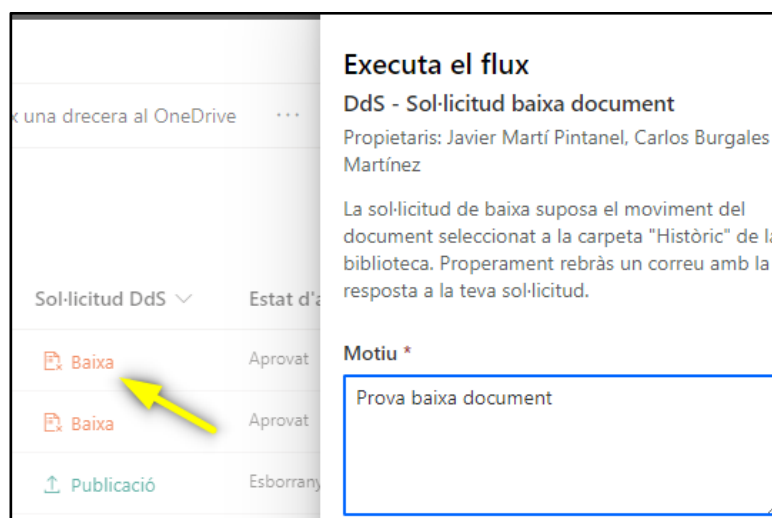 una drecera al OneDrive ···
Sol·licitud DdS Estat d'a
Baixa Aprovat
Baixa Aprovat
Publicació Esborrany
Executa el flux
DdS - Sol·licitud baixa document
Propietaris: Javier Martí Pintanel, Carlos Burgales
Martínez
La sol·licitud de baixa suposa el moviment del
document seleccionat a la carpeta "Històric" de la
biblioteca. Properament rebràs un correu amb la
resposta a la teva sol·licitud.
Motiu *
Prova baixa document